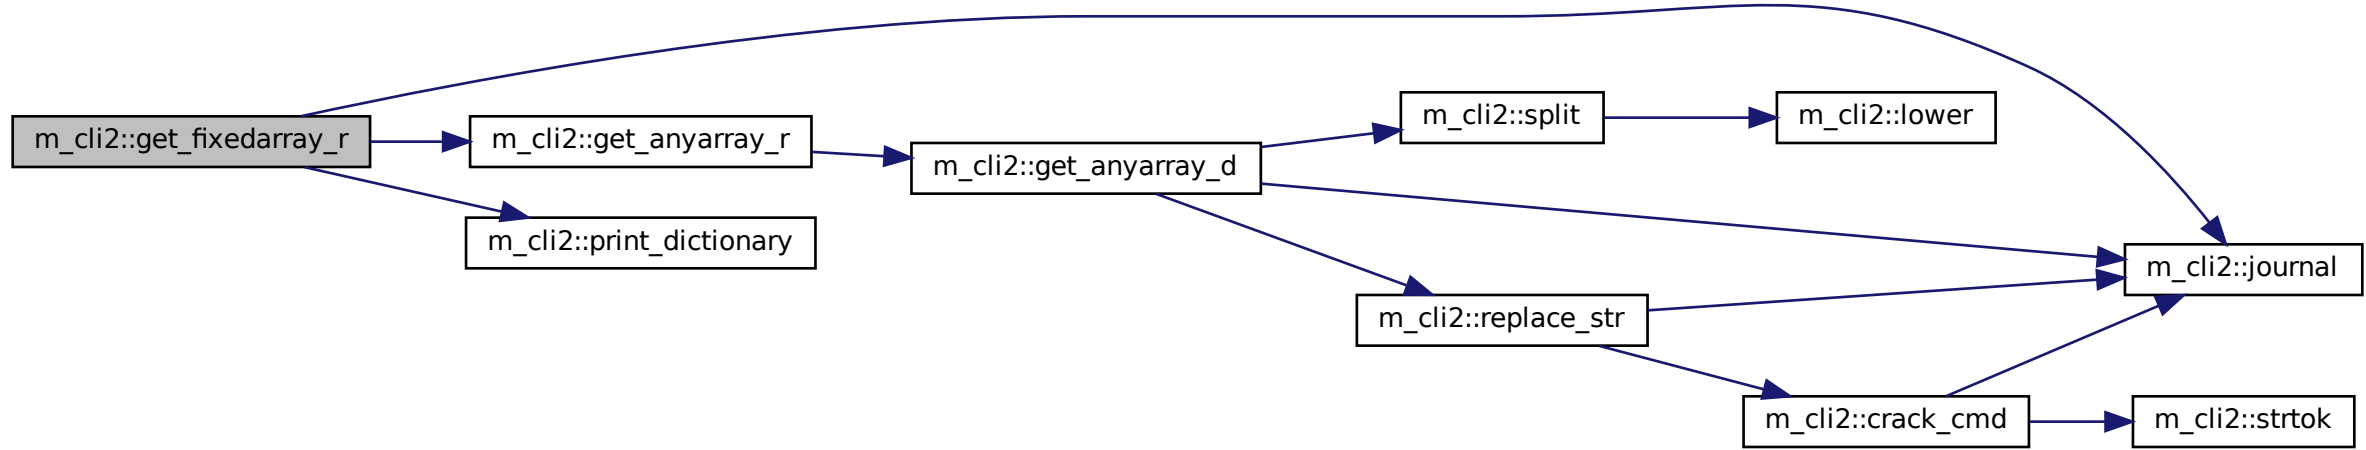 m_cli2::get_fixedarray_r
m_cli2::get_anyarray_r
m_cli2::print_dictionary
m_cli2::get_anyarray_d
m_cli2::split
m_cli2::lower
m_cli2::replace_str
m_cli2::journal
m_cli2::crack_cmd
m_cli2::strtok